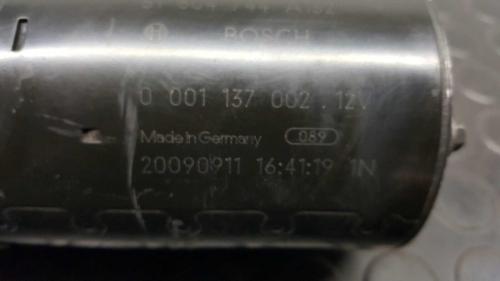 BOSCH
0 001 137 002 . 12V
Made in Germany 089
20090911 16:41:19 1N